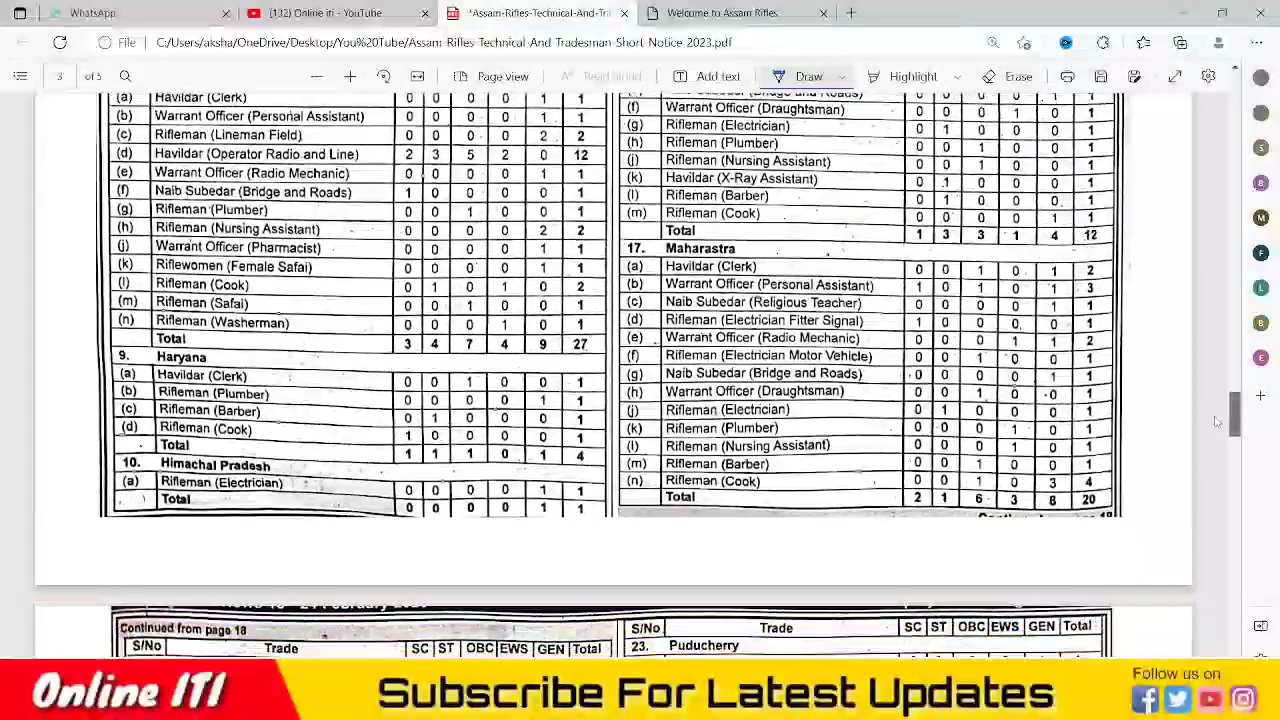 WhatsApp
(132) Online iti - YouTube
*Assam-Rifles-Technical-And-Tra
Welcome to Assam Rifles
File
C:/Users/aksha/OneDrive/Desktop/You%20Tube/Assam-Rifles-Technical-And-Tradesman-Short-Notice-2023.pdf
3 of 5
Page view
Read aloud
Add text
Draw
Highlight
Erase
(a) Havildar (Clerk) 0 0 0 0 1 1
(b) Warrant Officer (Personal Assistant) 0 0 0 0 1 1
(c) Rifleman (Lineman Field) 0 0 0 0 2 2
(d) Havildar (Operator Radio and Line) 2 3 5 2 0 12
(e) Warrant Officer (Radio Mechanic) 0 0 0 0 1 1
(f) Naib Subedar (Bridge and Roads) 1 0 0 0 0 1
(g) Rifleman (Plumber) 0 0 1 0 0 1
(h) Rifleman (Nursing Assistant) 0 0 0 0 2 2
(j) Warrant Officer (Pharmacist) 0 0 0 0 1 1
(k) Riflewomen (Female Safai) 0 0 0 0 1 1
(l) Rifleman (Cook) 0 1 0 1 0 2
(m) Rifleman (Safai) 0 0 1 0 0 1
(n) Rifleman (Washerman) 0 0 0 1 0 1
Total 3 4 7 4 9 27
9. Haryana
(a) Havildar (Clerk) 0 0 1 0 0 1
(b) Rifleman (Plumber) 0 0 0 0 1 1
(c) Rifleman (Barber) 0 1 0 0 0 1
(d) Rifleman (Cook) 1 0 0 0 0 1
Total 1 1 1 0 1 4
10. Himachal Pradesh
(a) Rifleman (Electrician) 0 0 0 0 1 1
Total 0 0 0 0 1 1
(f) Warrant Officer (Draughtsman) 0 0 0 1 0 1
(g) Rifleman (Electrician) 0 1 0 0 0 1
(h) Rifleman (Plumber) 0 0 1 0 0 1
(j) Rifleman (Nursing Assistant) 0 0 1 0 0 1
(k) Havildar (X-Ray Assistant) 0 1 0 0 0 1
(l) Rifleman (Barber) 0 1 0 0 0 1
(m) Rifleman (Cook) 0 0 0 0 1 1
Total 1 3 3 1 4 12
17. Maharastra
(a) Havildar (Clerk) 0 0 1 0 1 2
(b) Warrant Officer (Personal Assistant) 1 0 1 0 1 3
(c) Naib Subedar (Religious Teacher) 0 0 0 0 1 1
(d) Rifleman (Electrician Fitter Signal) 1 0 0 0 0 1
(e) Warrant Officer (Radio Mechanic) 0 0 0 1 1 2
(f) Rifleman (Electrician Motor Vehicle) 0 0 1 0 0 1
(g) Naib Subedar (Bridge and Roads) 0 0 0 0 1 1
(h) Warrant Officer (Draughtsman) 0 0 1 0 0 1
(j) Rifleman (Electrician) 0 1 0 0 0 1
(k) Rifleman (Plumber) 0 0 0 1 0 1
(l) Rifleman (Nursing Assistant) 0 0 0 1 0 1
(m) Rifleman (Barber) 0 0 1 0 0 1
(n) Rifleman (Cook) 0 0 1 0 3 4
Total 2 1 6 3 8 20
Continued from page 18
S/No Trade SC ST OBC EWS GEN Total
S/No Trade SC ST OBC EWS GEN Total
23. Puducherry
Online ITI
Subscribe For Latest Updates
Follow us on